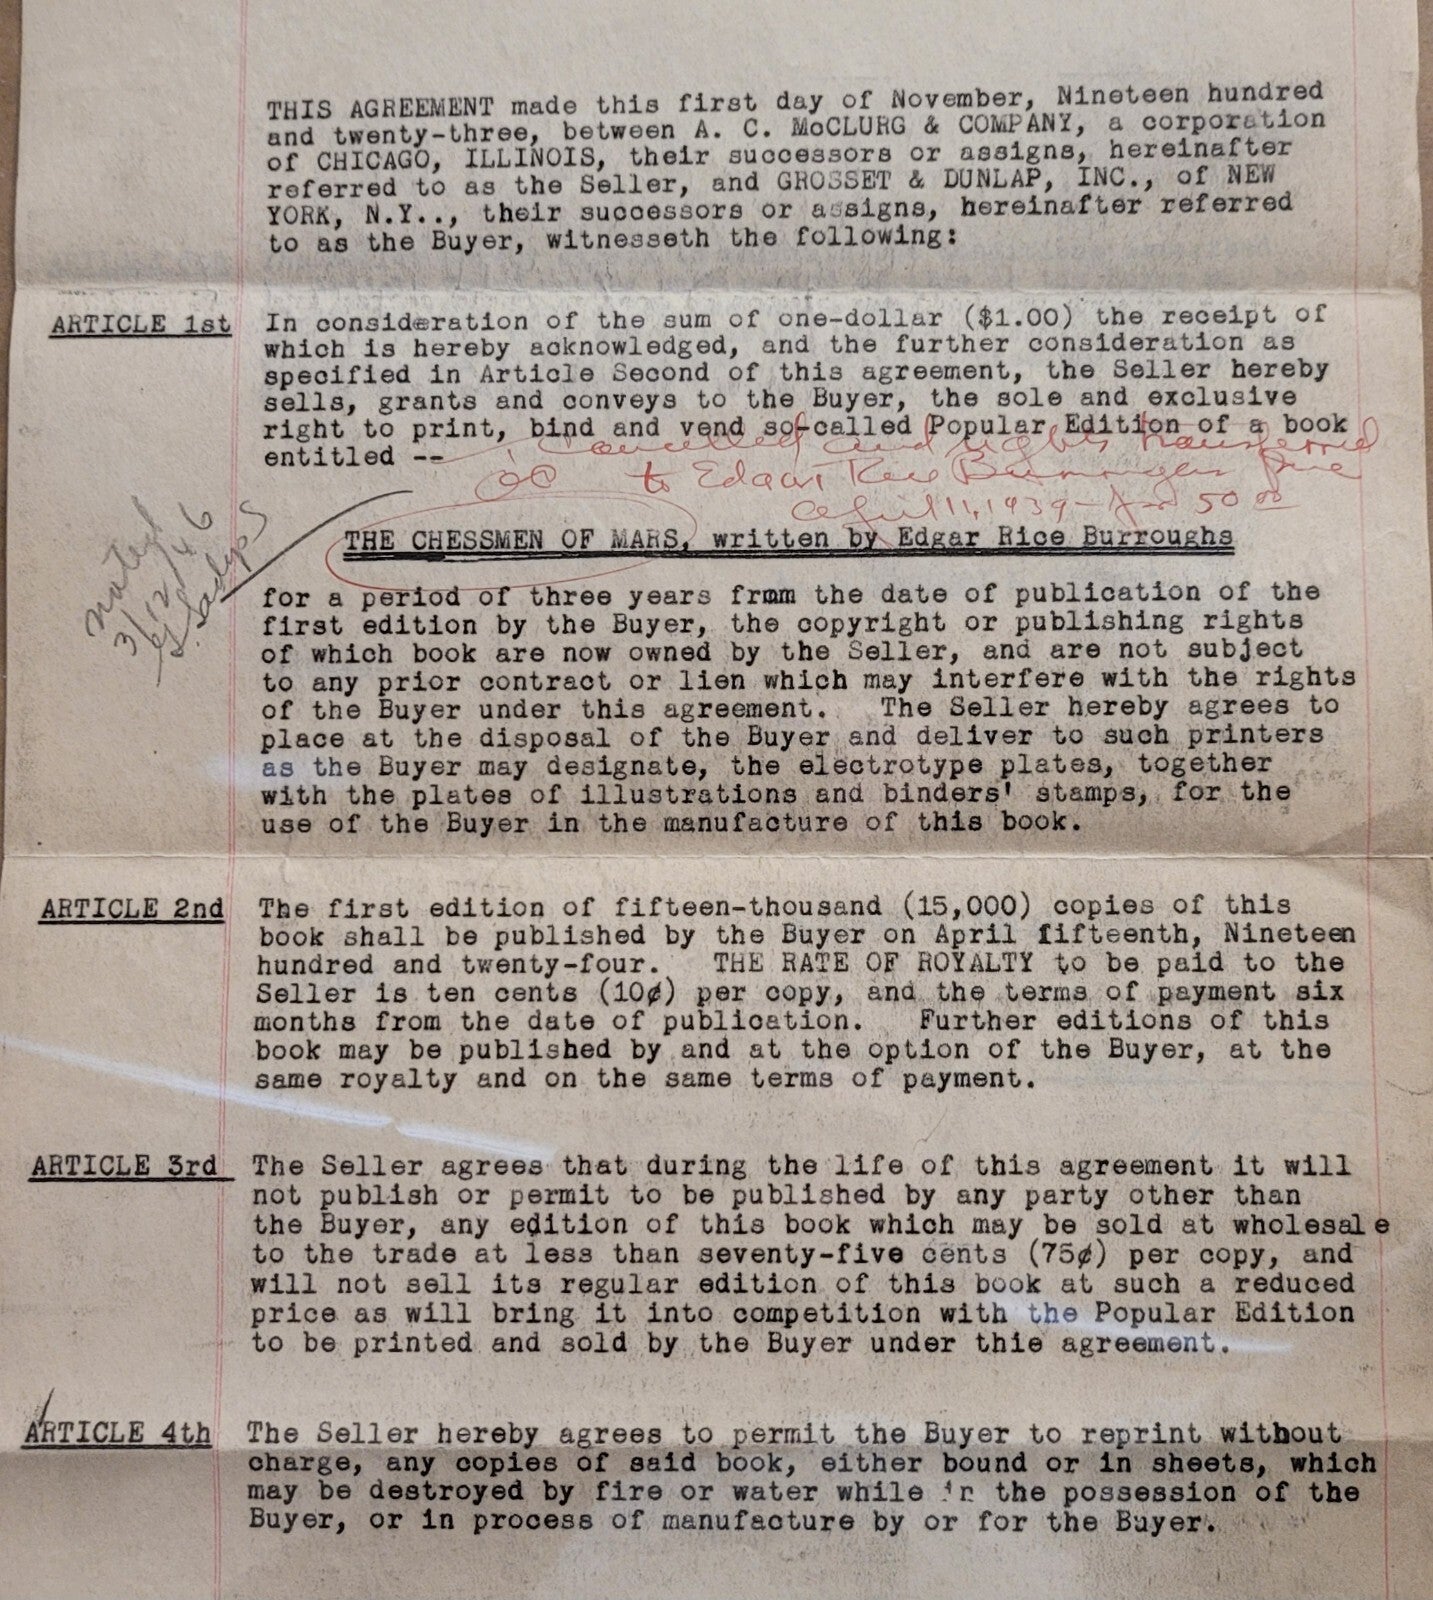 THIS AGREEMENT made this first day of November, Nineteen hundred
and twenty-three, between A. C. McCLURG & COMPANY, a corporation
of CHICAGO, ILLINOIS, their successors or assigns, hereinafter
referred to as the Seller, and GROSSET & DUNLAP, INC., of NEW
YORK, N.Y.., their successors or assigns, hereinafter referred
to as the Buyer, witnesseth the following:
ARTICLE 1st In consideration of the sum of one-dollar ($1.00) the receipt of
which is hereby acknowledged, and the further consideration as
specified in Article Second of this agreement, the Seller hereby
sells, grants and conveys to the Buyer, the sole and exclusive
right to print, bind and vend so-called Popular Edition of a book
entitled --
Cancelled and rights transferred
to Edgar Rice Burroughs Inc
April 11, 1939 - for 50 00
THE CHESSMEN OF MARS, written by Edgar Rice Burroughs
noted
3/12/46
for a period of three years frmm the date of publication of the
first edition by the Buyer, the copyright or publishing rights
of which book are now owned by the Seller, and are not subject
to any prior contract or lien which may interfere with the rights
of the Buyer under this agreement. The Seller hereby agrees to
place at the disposal of the Buyer and deliver to such printers
as the Buyer may designate, the electrotype plates, together
with the plates of illustrations and binders' stamps, for the
use of the Buyer in the manufacture of this book.
ARTICLE 2nd The first edition of fifteen-thousand (15,000) copies of this
book shall be published by the Buyer on April fifteenth, Nineteen
hundred and twenty-four. THE RATE OF ROYALTY to be paid to the
Seller is ten cents (10¢) per copy, and the terms of payment six
months from the date of publication. Further editions of this
book may be published by and at the option of the Buyer, at the
same royalty and on the same terms of payment.
ARTICLE 3rd The Seller agrees that during the life of this agreement it will
not publish or permit to be published by any party other than
the Buyer, any edition of this book which may be sold at wholesale
to the trade at less than seventy-five cents (75¢) per copy, and
will not sell its regular edition of this book at such a reduced
price as will bring it into competition with the Popular Edition
to be printed and sold by the Buyer under thie agreement.
ARTICLE 4th The Seller hereby agrees to permit the Buyer to reprint without
charge, any copies of said book, either bound or in sheets, which
may be destroyed by fire or water while in the possession of the
Buyer, or in process of manufacture by or for the Buyer.